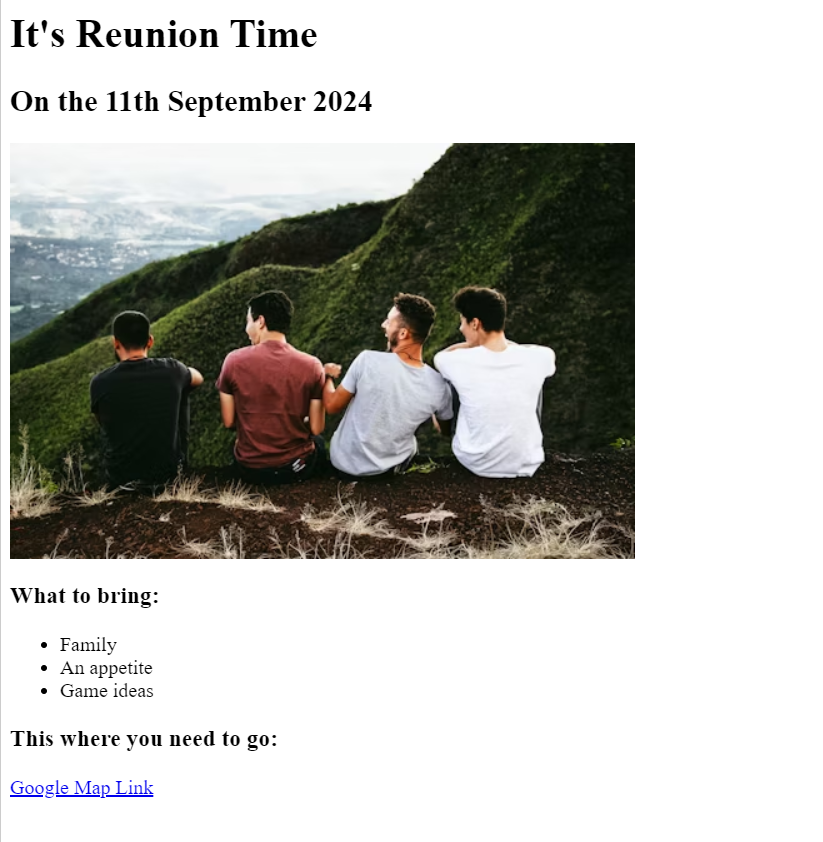 It's Reunion Time
On the 11th September 2024
What to bring:
Family
An appetite
Game ideas
This where you need to go:
Google Map Link